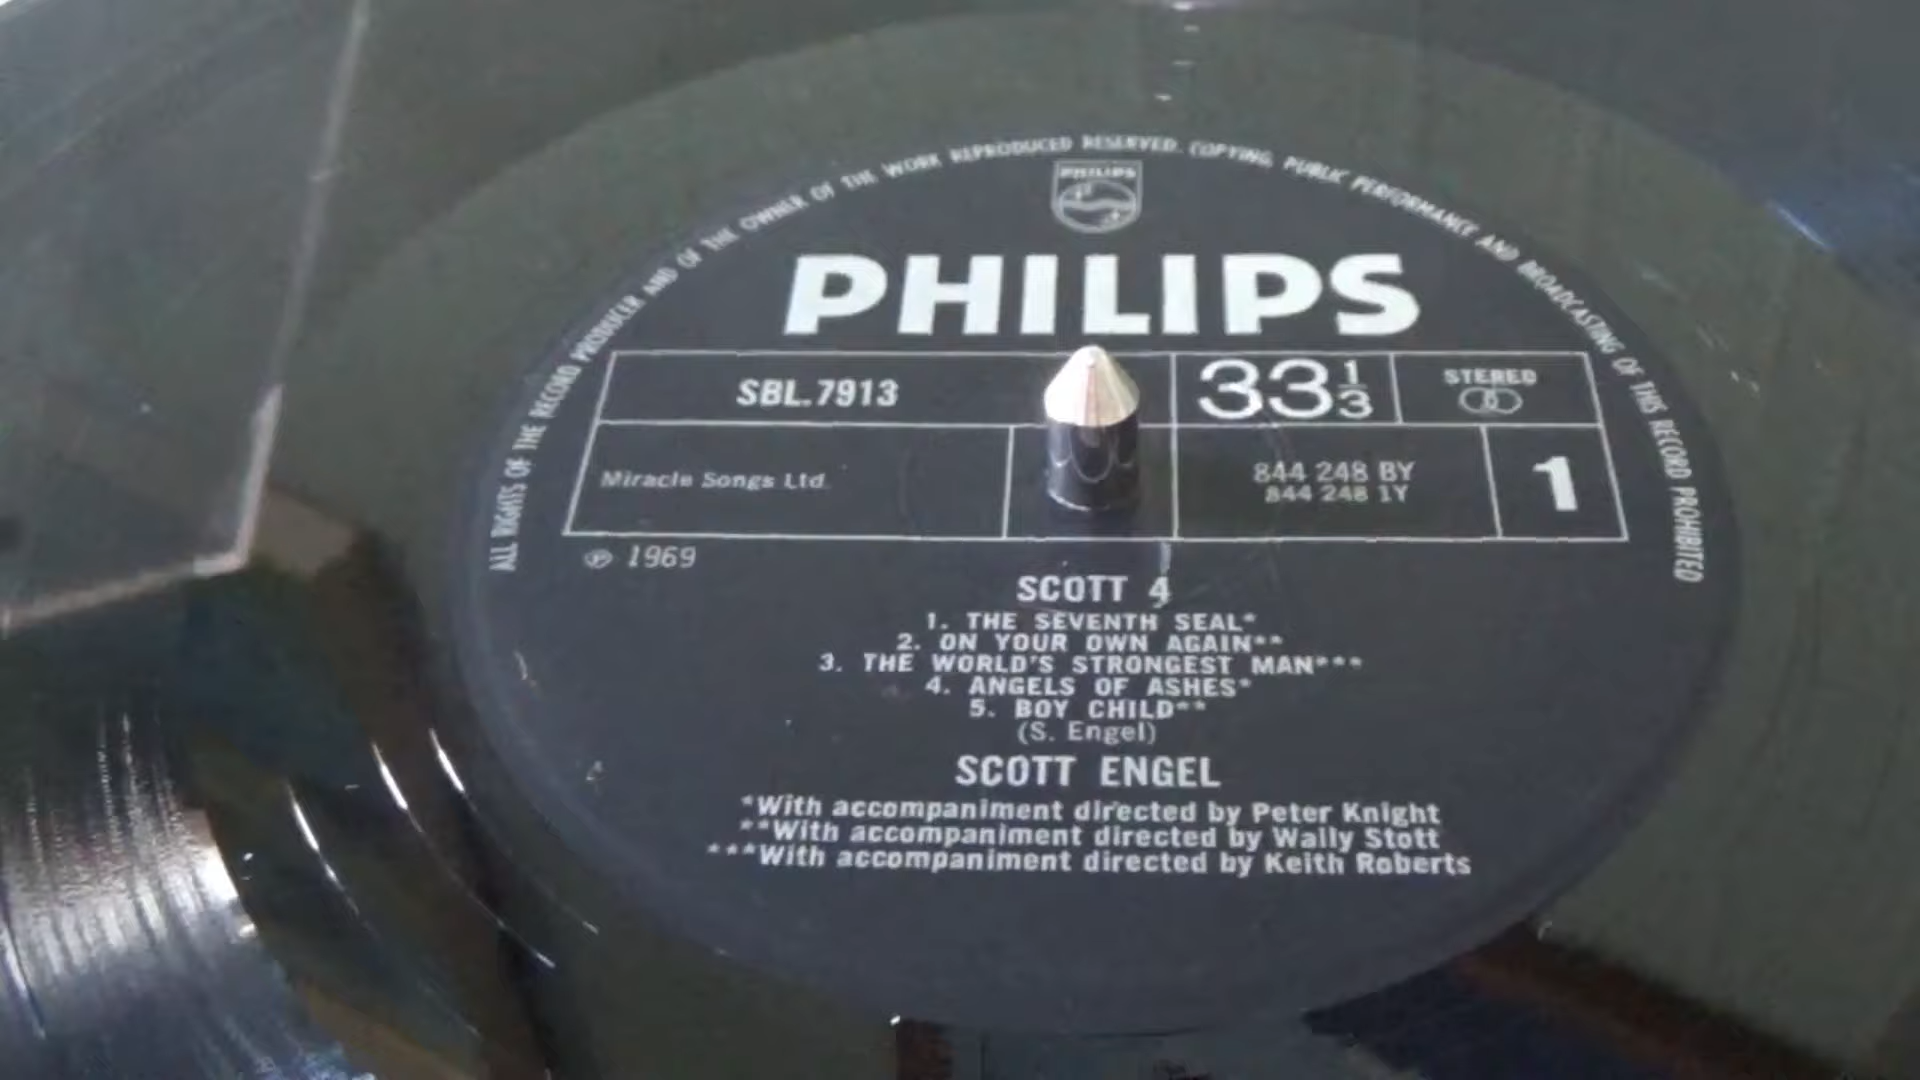 ALL RIGHTS OF THE RECORD PRODUCER AND OF THE OWNER OF THE WORK REPRODUCED RESERVED. COPYING, PUBLIC PERFORMANCE AND BROADCASTING OF THIS RECORD PROHIBITED
PHILIPS
PHILIPS
SBL.7913
33 1/3
STEREO
Miracle Songs Ltd.
844 248 BY
844 248 1Y
1
℗ 1969
SCOTT 4
1. THE SEVENTH SEAL*
2. ON YOUR OWN AGAIN**
3. THE WORLD'S STRONGEST MAN***
4. ANGELS OF ASHES*
5. BOY CHILD**
(S. Engel)
SCOTT ENGEL
*With accompaniment directed by Peter Knight
**With accompaniment directed by Wally Stott
***With accompaniment directed by Keith Roberts